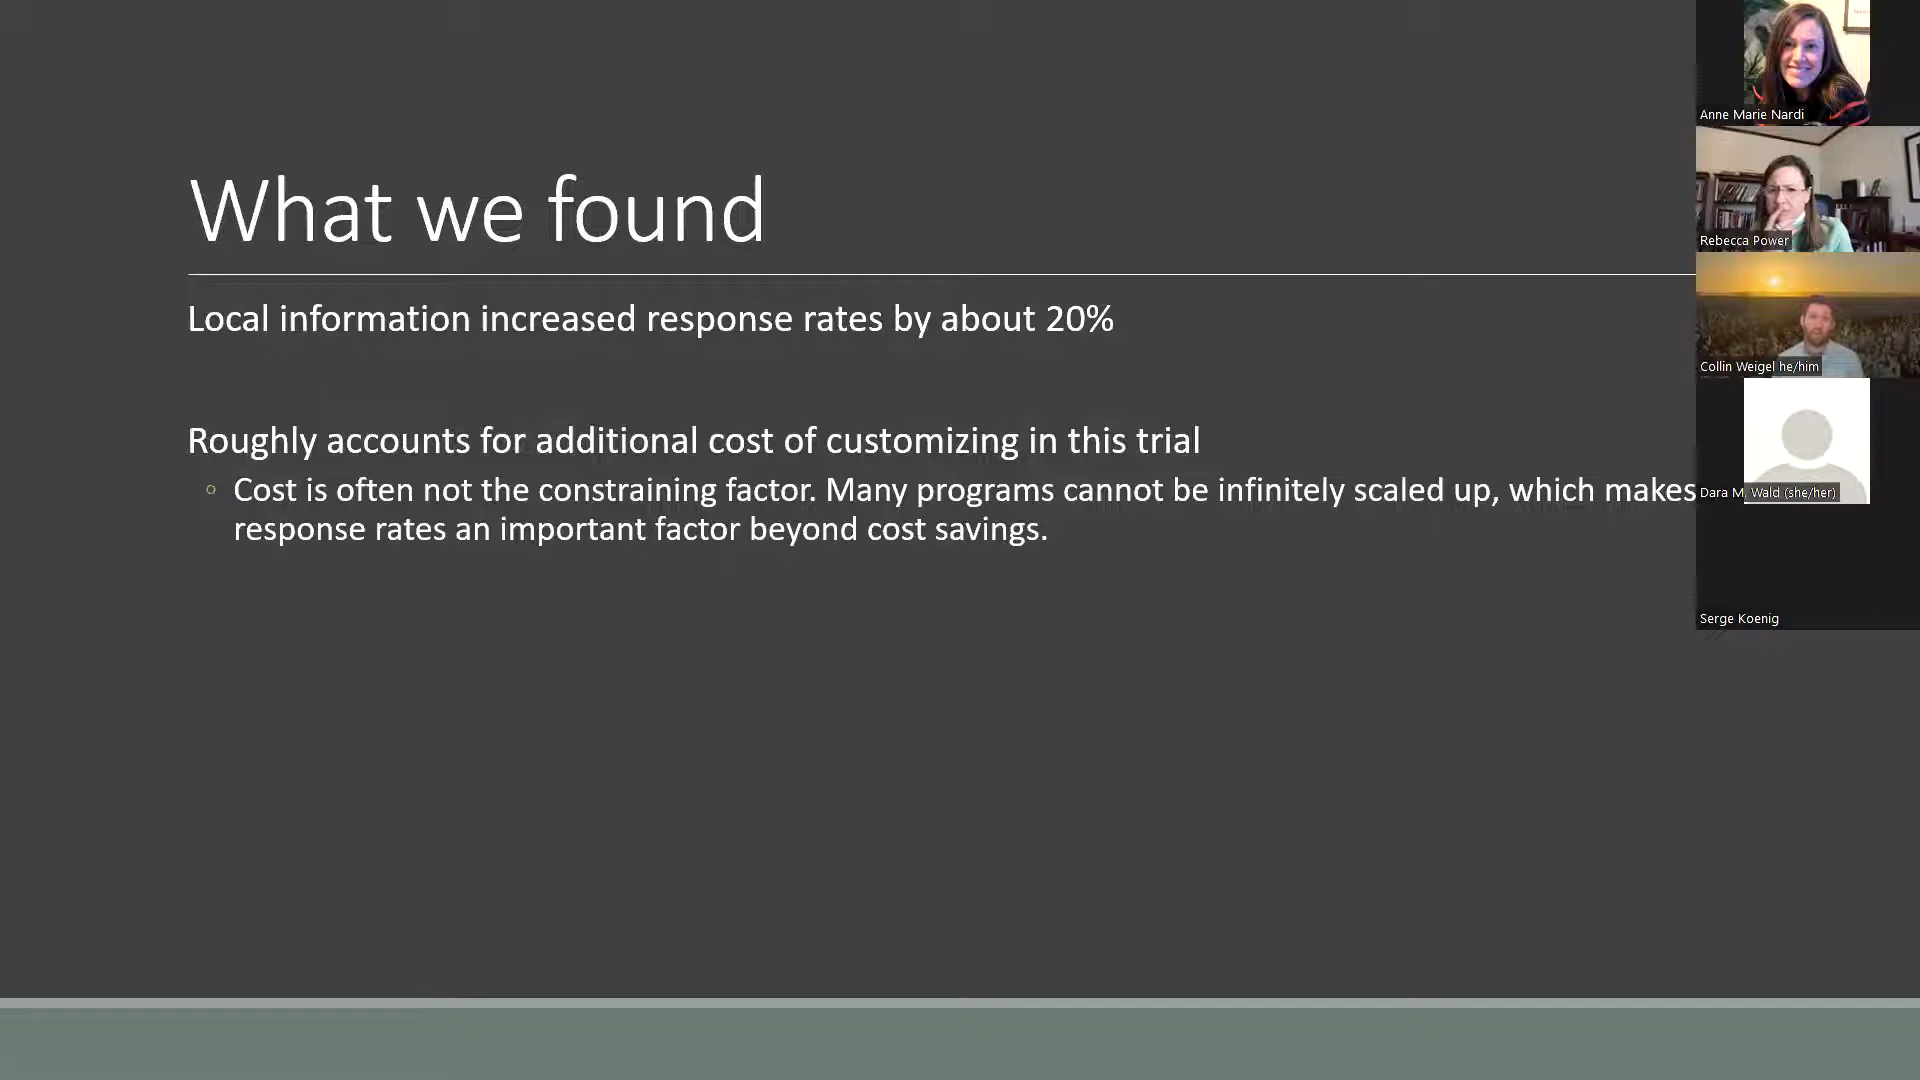 What we found
Local information increased response rates by about 20%
Roughly accounts for additional cost of customizing in this trial
Cost is often not the constraining factor. Many programs cannot be infinitely scaled up, which makes
response rates an important factor beyond cost savings.
Anne Marie Nardi
Rebecca Power
Collin Weigel he/him
Dara M. Wald (she/her)
Serge Koenig